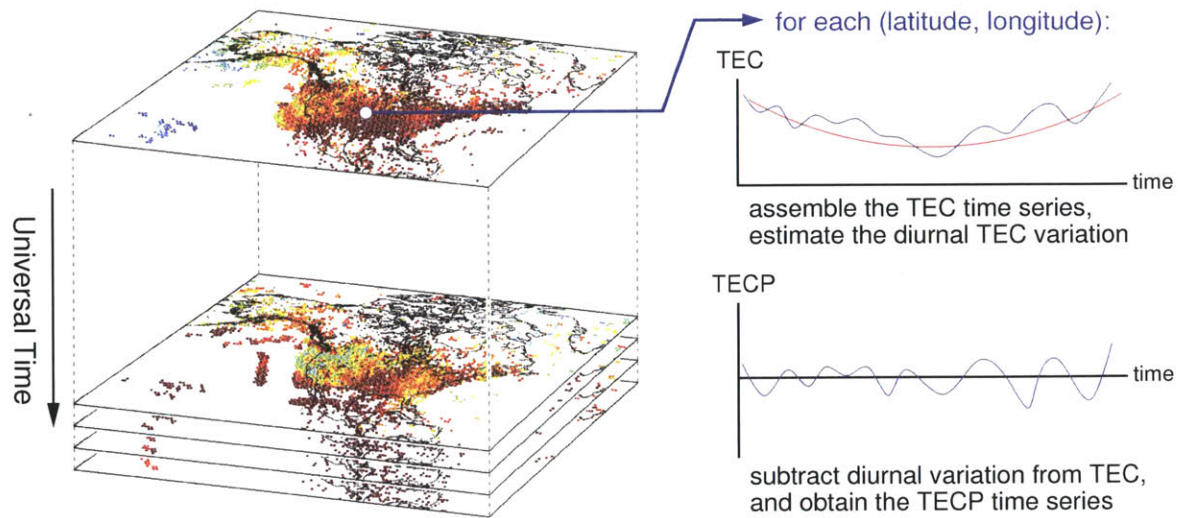 for each (latitude, longitude):
TEC
time
assemble the TEC time series,
estimate the diurnal TEC variation
Universal Time
TECP
time
subtract diurnal variation from TEC,
and obtain the TECP time series